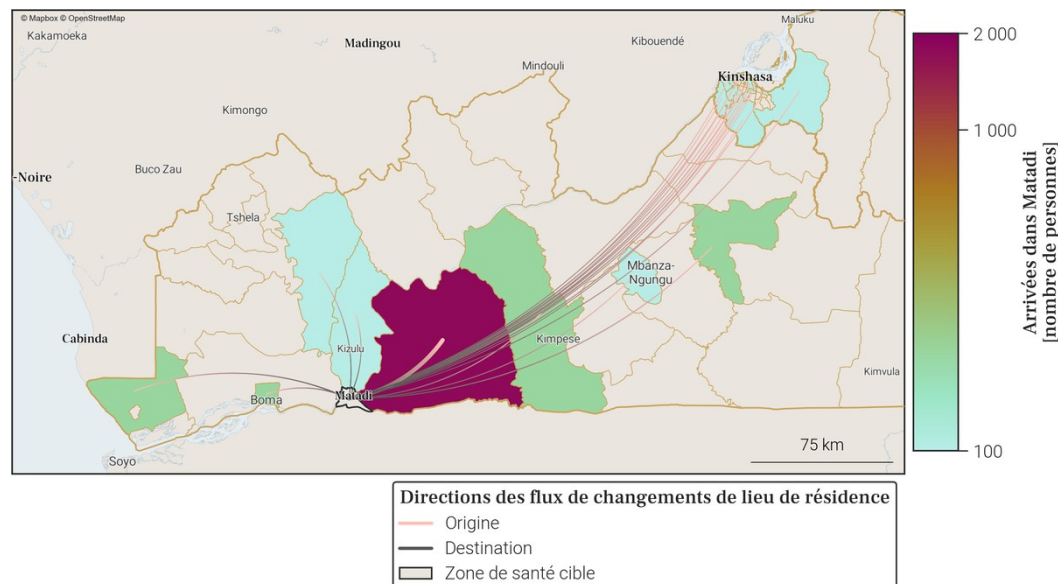 © Mapbox © OpenStreetMap
Kakamoeka
Madingou
Kibouendé
Maluku
Mindouli
Kinshasa
Kimongo
Buco Zau
-Noire
Tshela
Mbanza-
Ngungu
Cabinda
Kizulu
Kimpese
Kimvula
Boma
Matadi
Soyo
75 km
2 000
1 000
100
Arrivées dans Matadi
[nombre de personnes]
Directions des flux de changements de lieu de résidence
Origine
Destination
Zone de santé cible